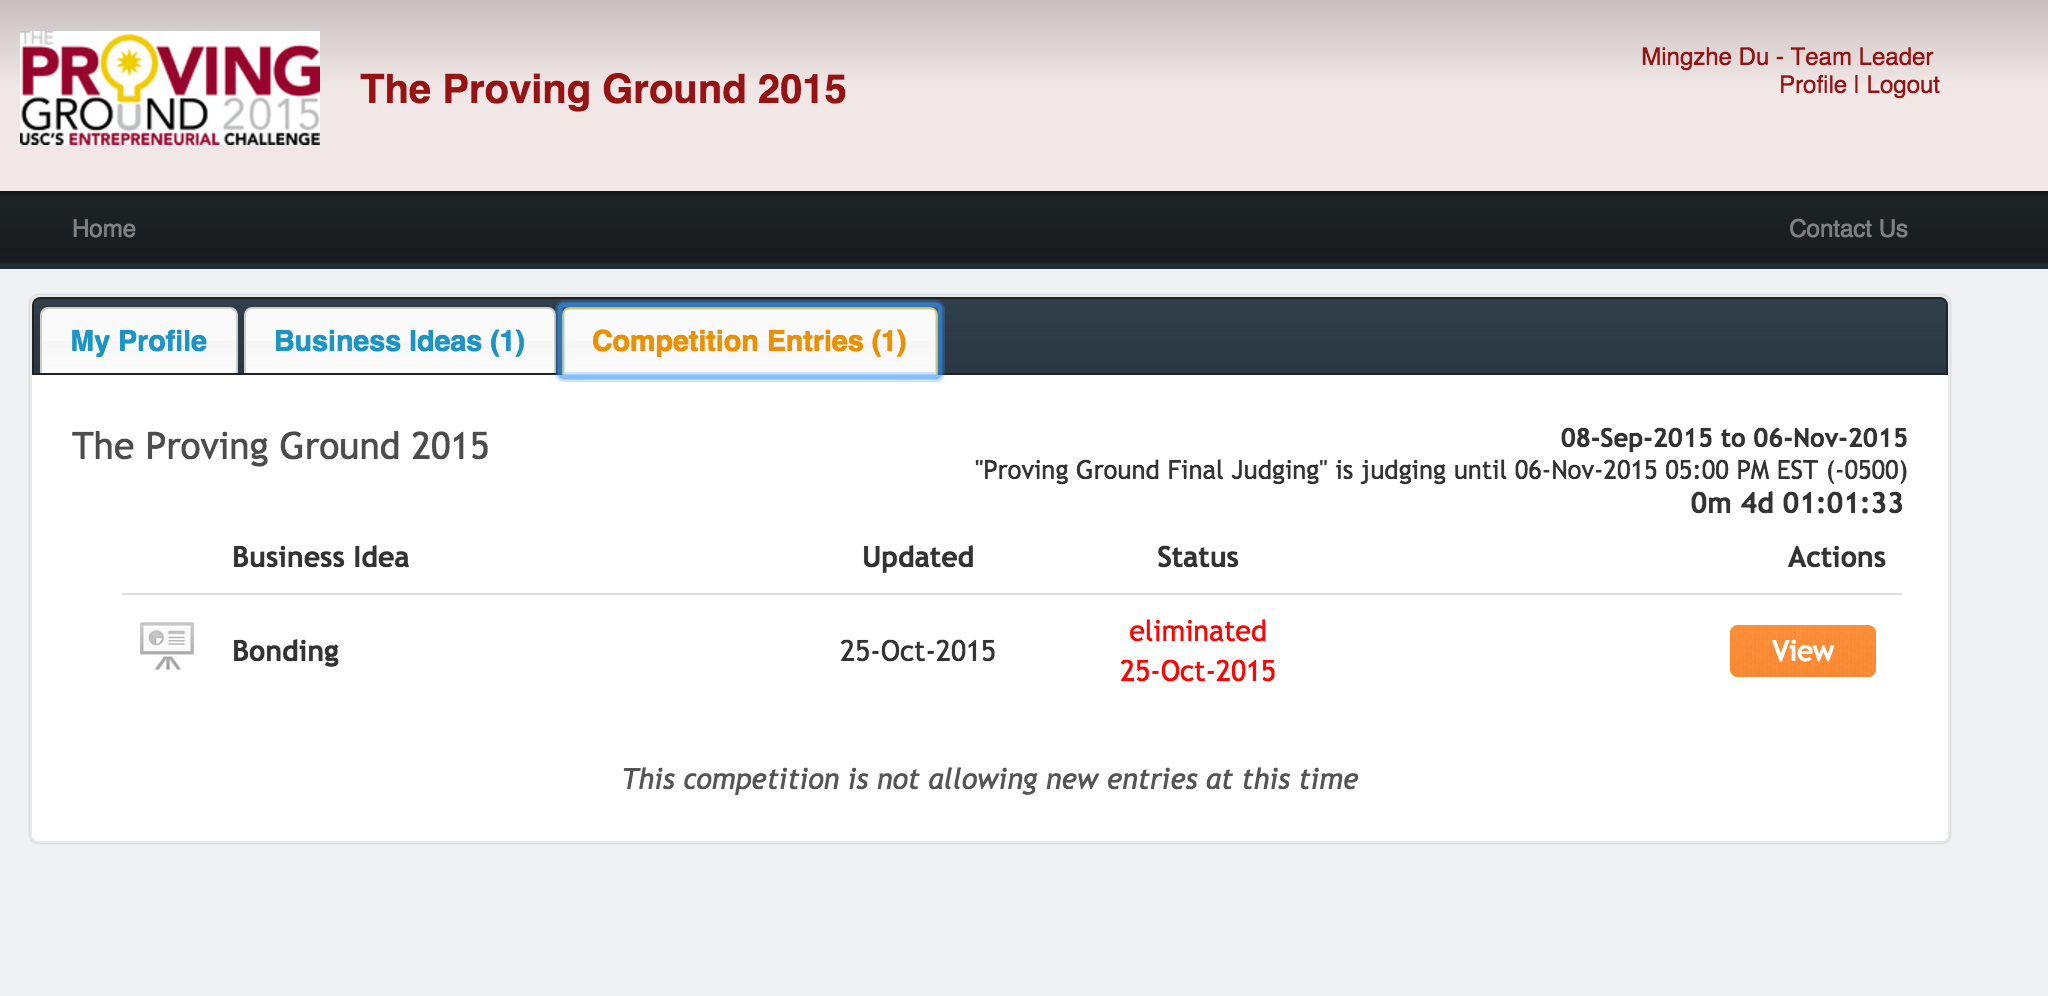 THE
PROVING
GROUND 2015
USC'S ENTREPRENEURIAL CHALLENGE
The Proving Ground 2015
Mingzhe Du - Team Leader
Profile | Logout
Home
Contact Us
My Profile
Business Ideas (1)
Competition Entries (1)
The Proving Ground 2015
08-Sep-2015 to 06-Nov-2015
"Proving Ground Final Judging" is judging until 06-Nov-2015 05:00 PM EST (-0500)
0m 4d 01:01:33
Business Idea
Updated
Status
Actions
Bonding
25-Oct-2015
eliminated
25-Oct-2015
View
This competition is not allowing new entries at this time